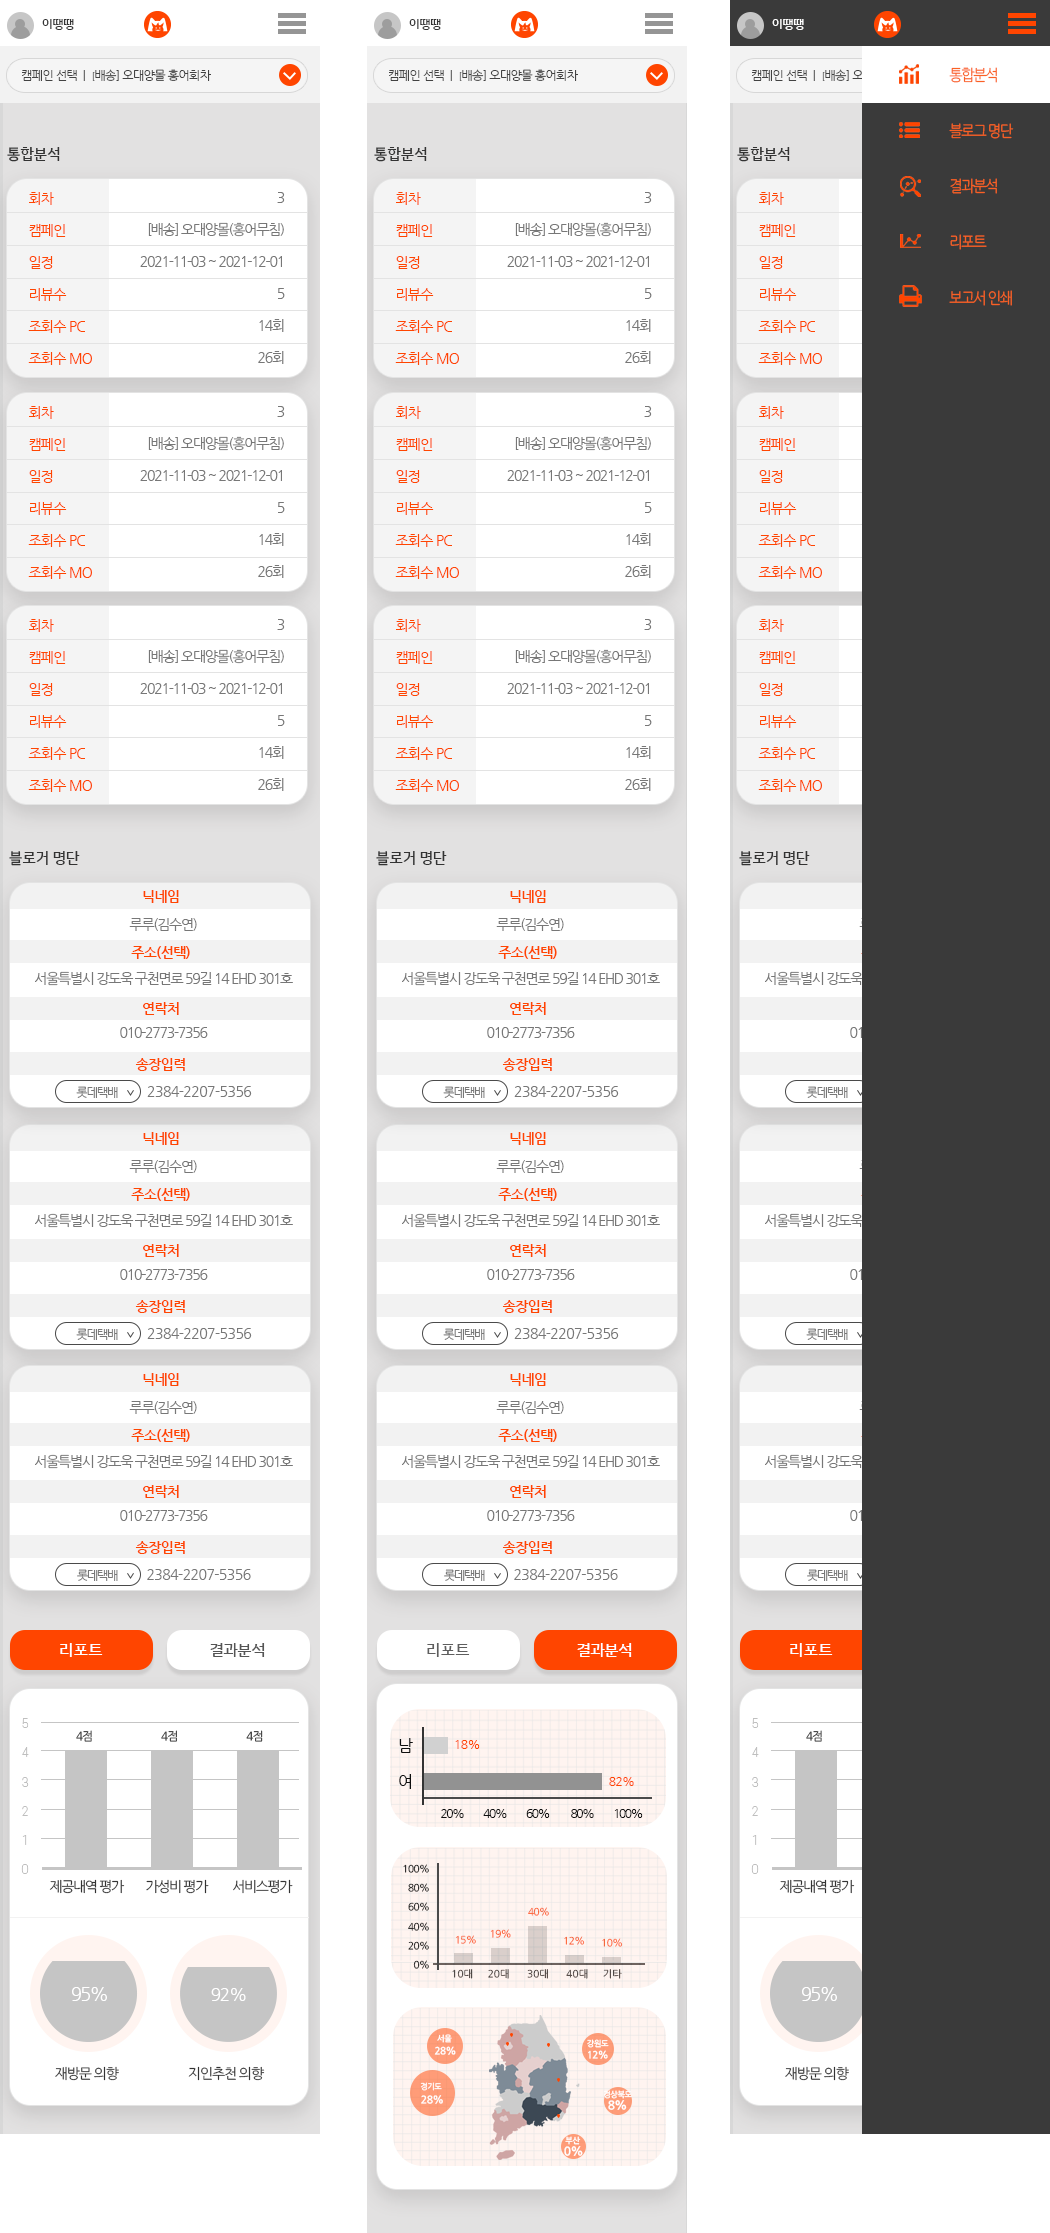 이땡땡
캠페인 선택 | [배송] 오대양몰 홍어회차
통합분석
회차 3
캠페인 [배송] 오대양몰(홍어무침)
일정 2021-11-03 ~ 2021-12-01
리뷰수 5
조회수 PC 14회
조회수 MO 26회
회차 3
캠페인 [배송] 오대양몰(홍어무침)
일정 2021-11-03 ~ 2021-12-01
리뷰수 5
조회수 PC 14회
조회수 MO 26회
회차 3
캠페인 [배송] 오대양몰(홍어무침)
일정 2021-11-03 ~ 2021-12-01
리뷰수 5
조회수 PC 14회
조회수 MO 26회
블로거 명단
닉네임
루루(김수연)
주소(선택)
서울특별시 강도욱 구천면로 59길 14 EHD 301호
연락처
010-2773-7356
송장입력
롯데택배 2384-2207-5356
닉네임
루루(김수연)
주소(선택)
서울특별시 강도욱 구천면로 59길 14 EHD 301호
연락처
010-2773-7356
송장입력
롯데택배 2384-2207-5356
닉네임
루루(김수연)
주소(선택)
서울특별시 강도욱 구천면로 59길 14 EHD 301호
연락처
010-2773-7356
송장입력
롯데택배 2384-2207-5356
리포트 결과분석
5
4점 4점 4점
4
3
2
1
0
제공내역 평가 가성비 평가 서비스평가
95% 92%
재방문 의향 지인추천 의향
이땡땡
캠페인 선택 | [배송] 오대양몰 홍어회차
통합분석
회차 3
캠페인 [배송] 오대양몰(홍어무침)
일정 2021-11-03 ~ 2021-12-01
리뷰수 5
조회수 PC 14회
조회수 MO 26회
회차 3
캠페인 [배송] 오대양몰(홍어무침)
일정 2021-11-03 ~ 2021-12-01
리뷰수 5
조회수 PC 14회
조회수 MO 26회
회차 3
캠페인 [배송] 오대양몰(홍어무침)
일정 2021-11-03 ~ 2021-12-01
리뷰수 5
조회수 PC 14회
조회수 MO 26회
블로거 명단
닉네임
루루(김수연)
주소(선택)
서울특별시 강도욱 구천면로 59길 14 EHD 301호
연락처
010-2773-7356
송장입력
롯데택배 2384-2207-5356
닉네임
루루(김수연)
주소(선택)
서울특별시 강도욱 구천면로 59길 14 EHD 301호
연락처
010-2773-7356
송장입력
롯데택배 2384-2207-5356
닉네임
루루(김수연)
주소(선택)
서울특별시 강도욱 구천면로 59길 14 EHD 301호
연락처
010-2773-7356
송장입력
롯데택배 2384-2207-5356
리포트 결과분석
남 18%
여 82%
20% 40% 60% 80% 100%
100%
80%
60%
40%
20%
0%
15% 19% 40% 12% 10%
10대 20대 30대 40대 기타
서울
28%
강원도
12%
경기도
28%
경상북도
8%
부산
0%
이땡땡
캠페인 선택 | [배송] 오
통합분석
회차
캠페인
일정
리뷰수
조회수 PC
조회수 MO
회차
캠페인
일정
리뷰수
조회수 PC
조회수 MO
회차
캠페인
일정
리뷰수
조회수 PC
조회수 MO
블로거 명단
서울특별시 강도욱
01
롯데택배
서울특별시 강도욱
01
롯데택배
서울특별시 강도욱
01
롯데택배
리포트
5
4점
4
3
2
1
0
제공내역 평가
95%
재방문 의향
통합분석
블로그 명단
결과분석
리포트
보고서 인쇄